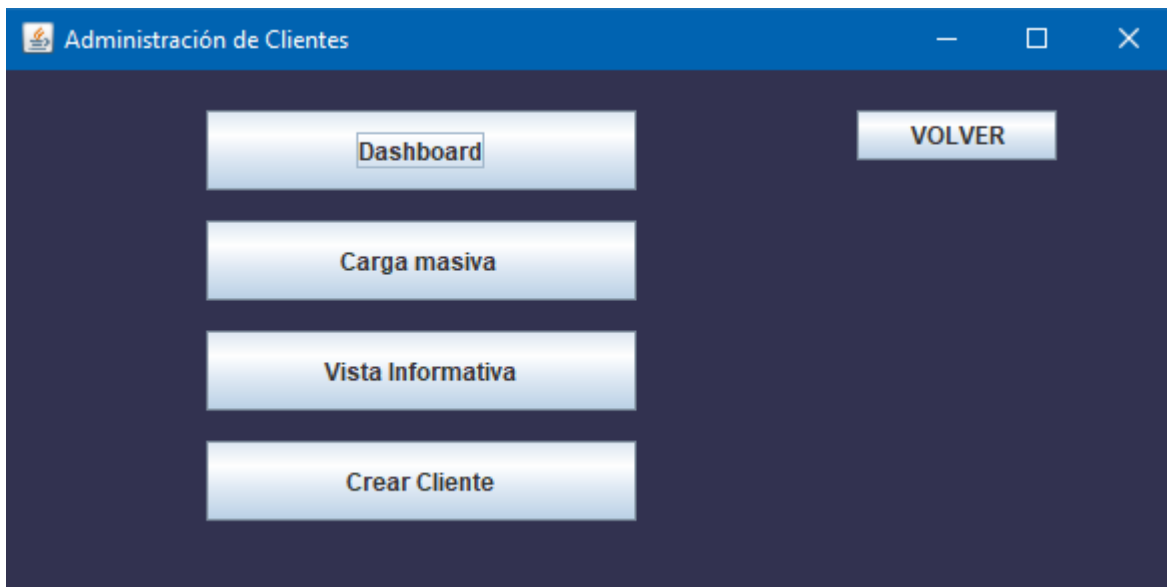 Administración de Clientes
Dashboard
VOLVER
Carga masiva
Vista Informativa
Crear Cliente